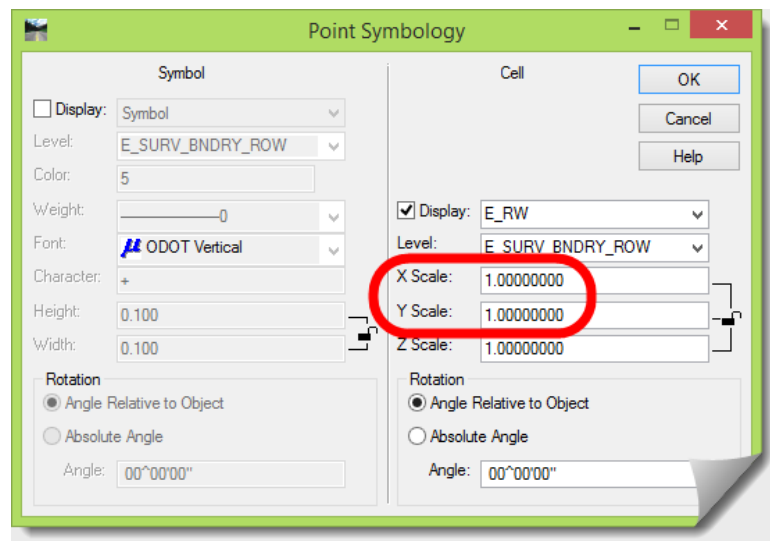 Point Symbology
Symbol
Display: Symbol
Level: E_SURV_BNDRY_ROW
Color: 5
Weight: 0
Font: ODOT Vertical
Character: +
Height: 0.100
Width: 0.100
Rotation
Angle Relative to Object
Absolute Angle
Angle: 00^00'00"
Cell
Display: E_RW
Level: E_SURV_BNDRY_ROW
X Scale: 1.00000000
Y Scale: 1.00000000
Z Scale: 1.00000000
Rotation
Angle Relative to Object
Absolute Angle
Angle: 00^00'00"
OK
Cancel
Help